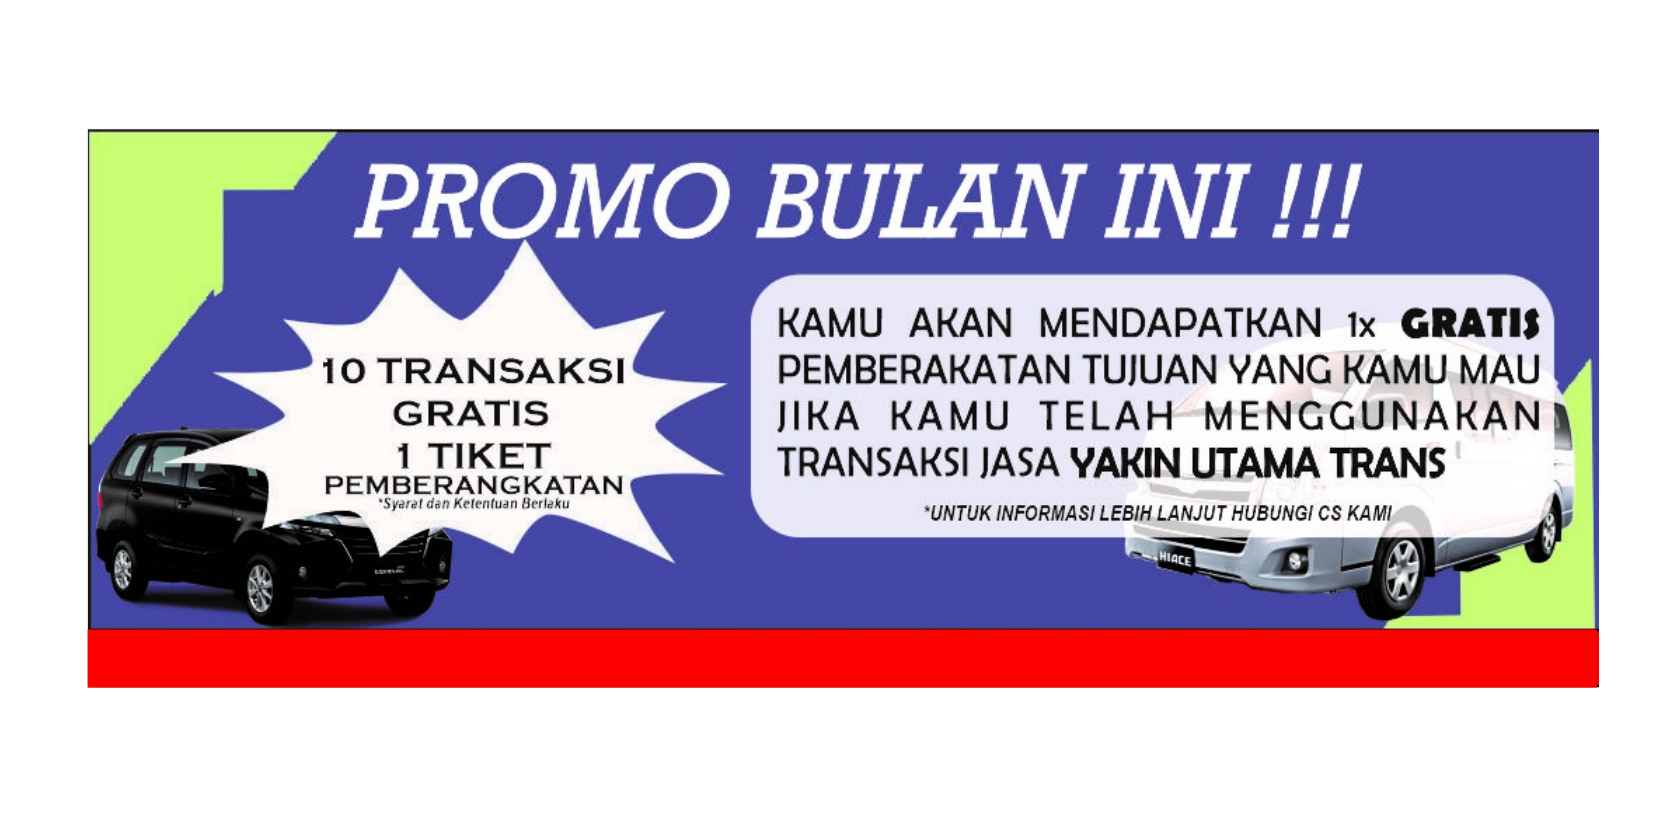 PROMO BULAN INI !!!
10 TRANSAKSI
GRATIS
1 TIKET
PEMBERANGKATAN
*Syarat dan Ketentuan Berlaku
KAMU AKAN MENDAPATKAN 1x GRATIS
PEMBERAKATAN TUJUAN YANG KAMU MAU
JIKA KAMU TELAH MENGGUNAKAN
TRANSAKSI JASA YAKIN UTAMA TRANS
*UNTUK INFORMASI LEBIH LANJUT HUBUNGI CS KAMI
HIACE